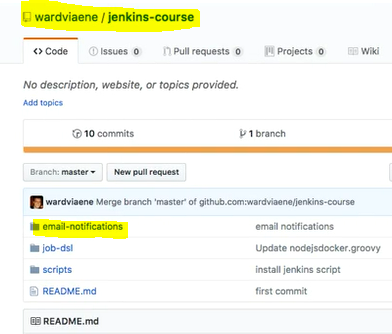 wardviaene / jenkins-course
Code Issues 0 Pull requests 0 Projects 0 Wiki
No description, website, or topics provided.
Add topics
10 commits 1 branch
Branch: master New pull request
wardviaene Merge branch 'master' of github.com:wardviaene/jenkins-course
email-notifications email notifications
job-dsl Update nodejsdocker.groovy
scripts install jenkins script
README.md first commit
README.md